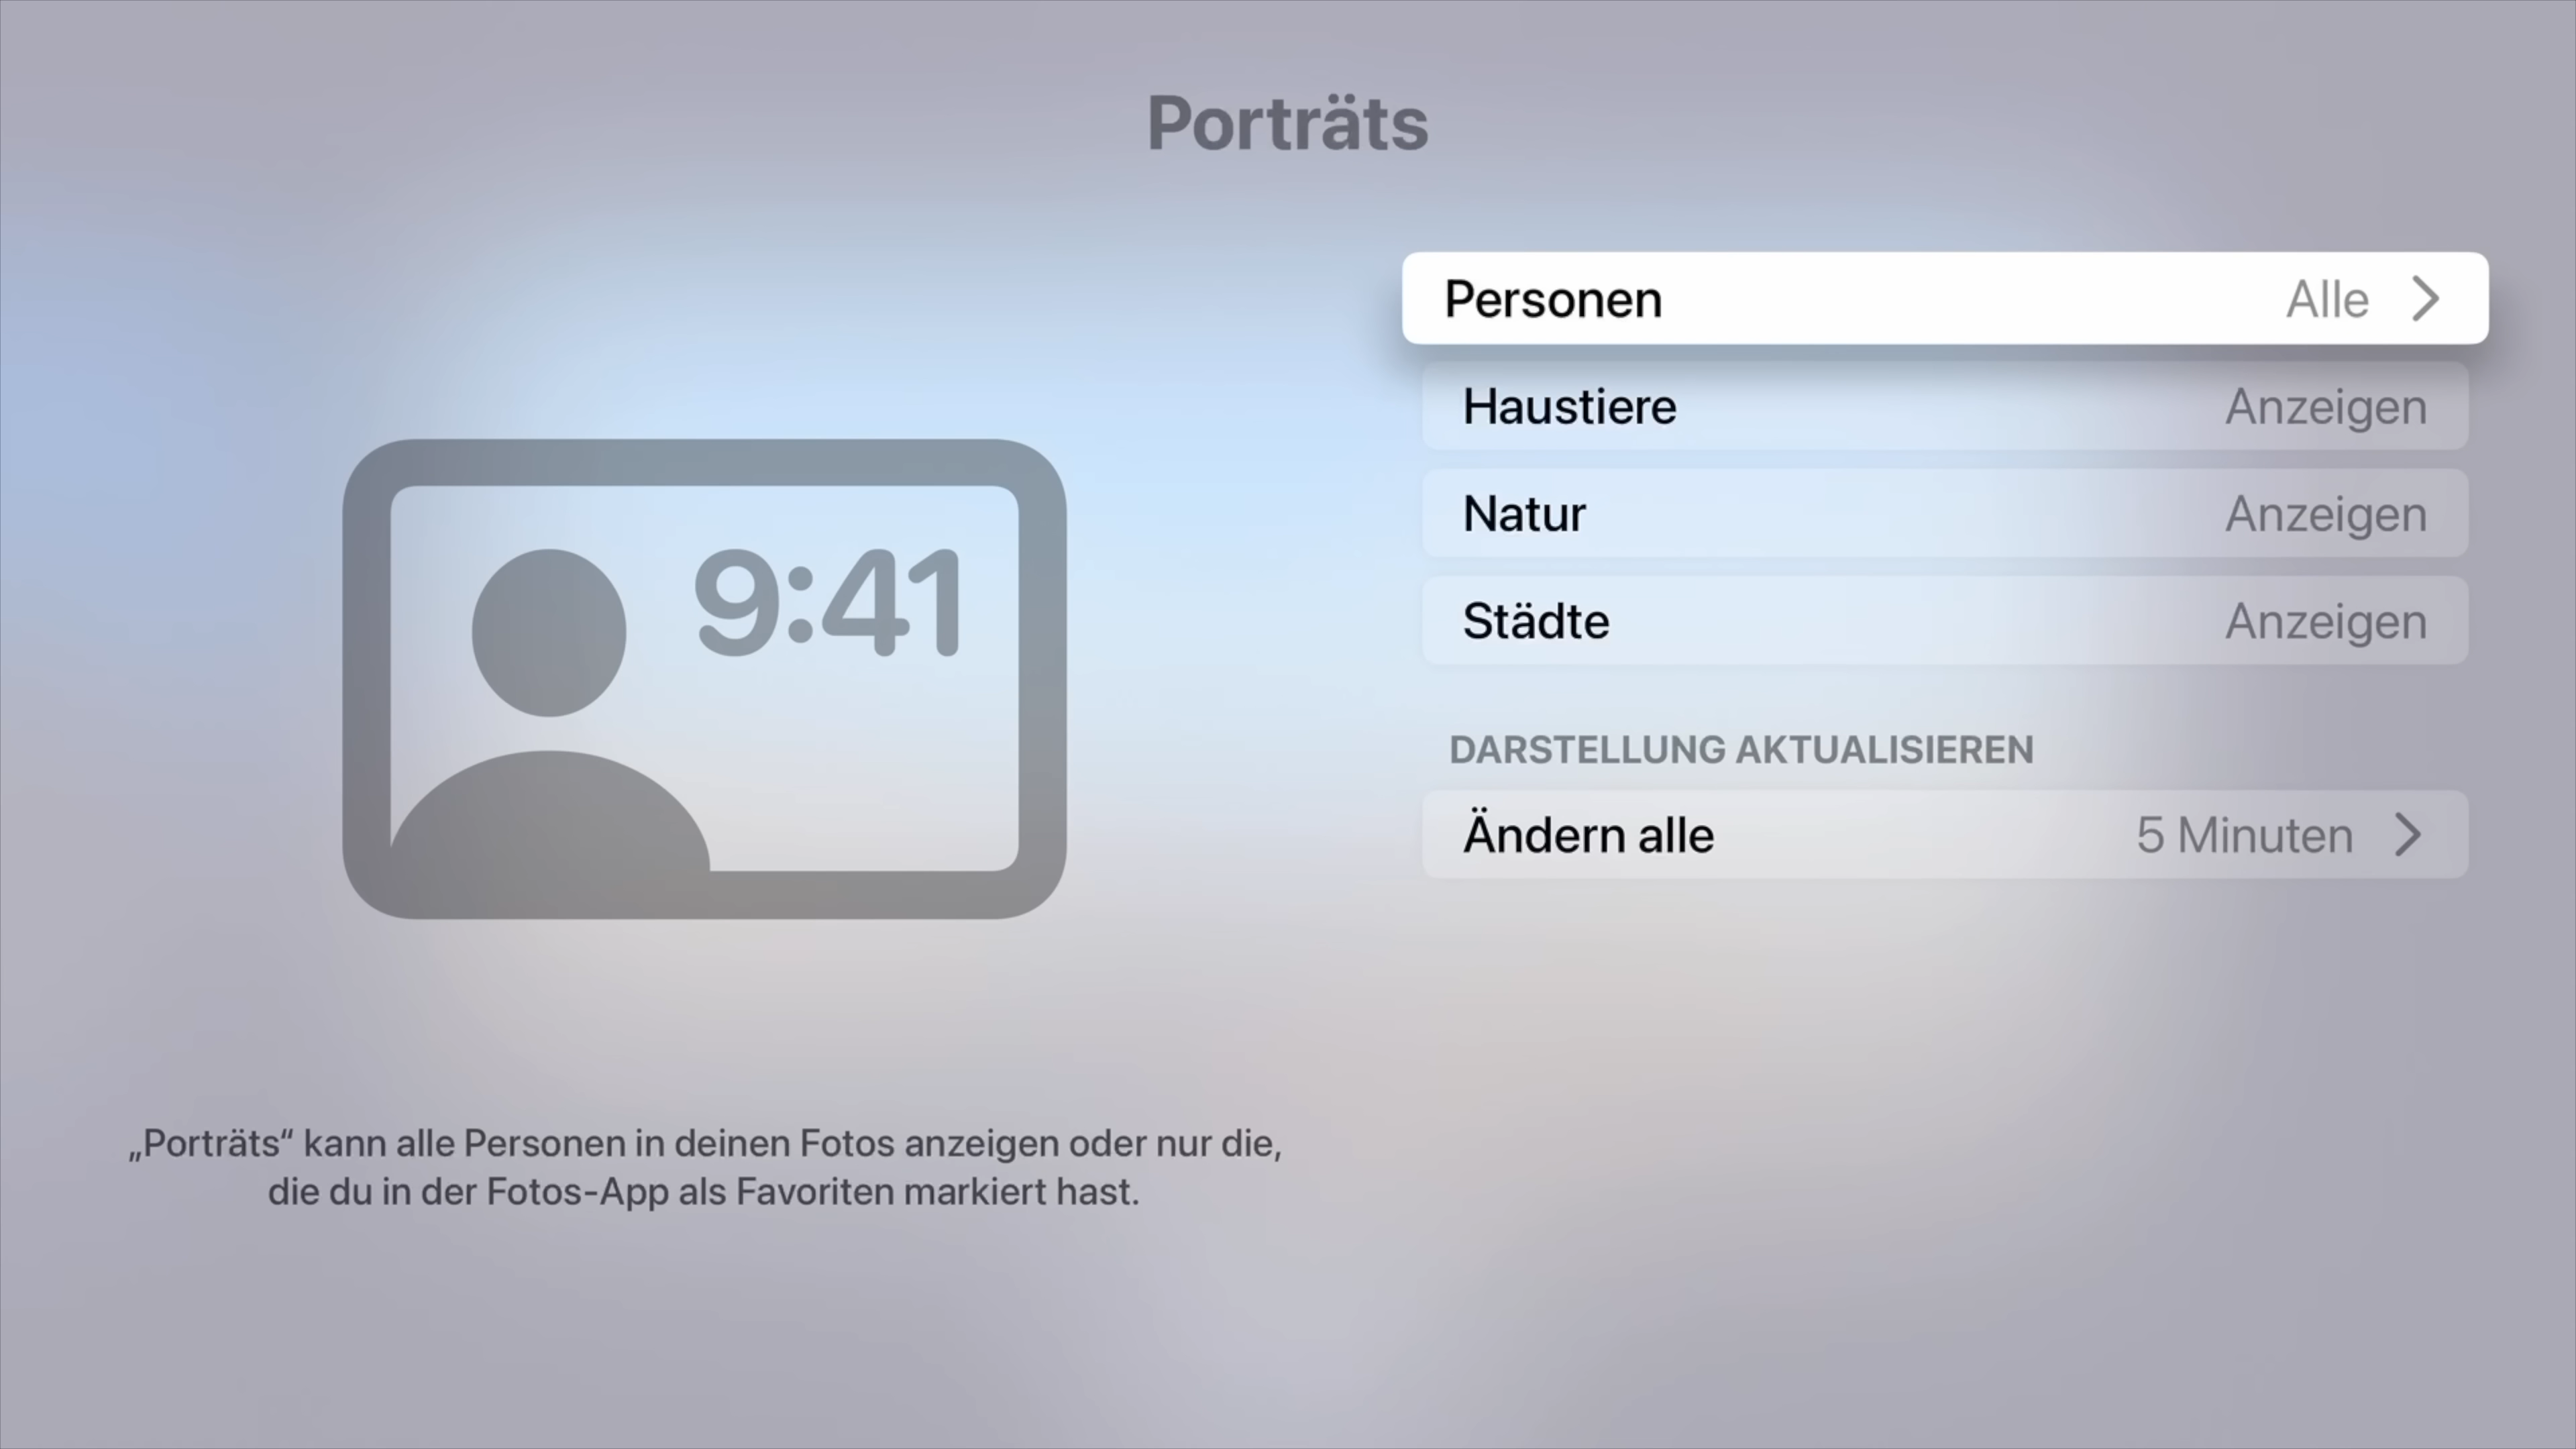 Porträts
9:41
„Porträts“ kann alle Personen in deinen Fotos anzeigen oder nur die,
die du in der Fotos-App als Favoriten markiert hast.
Personen Alle
Haustiere Anzeigen
Natur Anzeigen
Städte Anzeigen
DARSTELLUNG AKTUALISIEREN
Ändern alle 5 Minuten